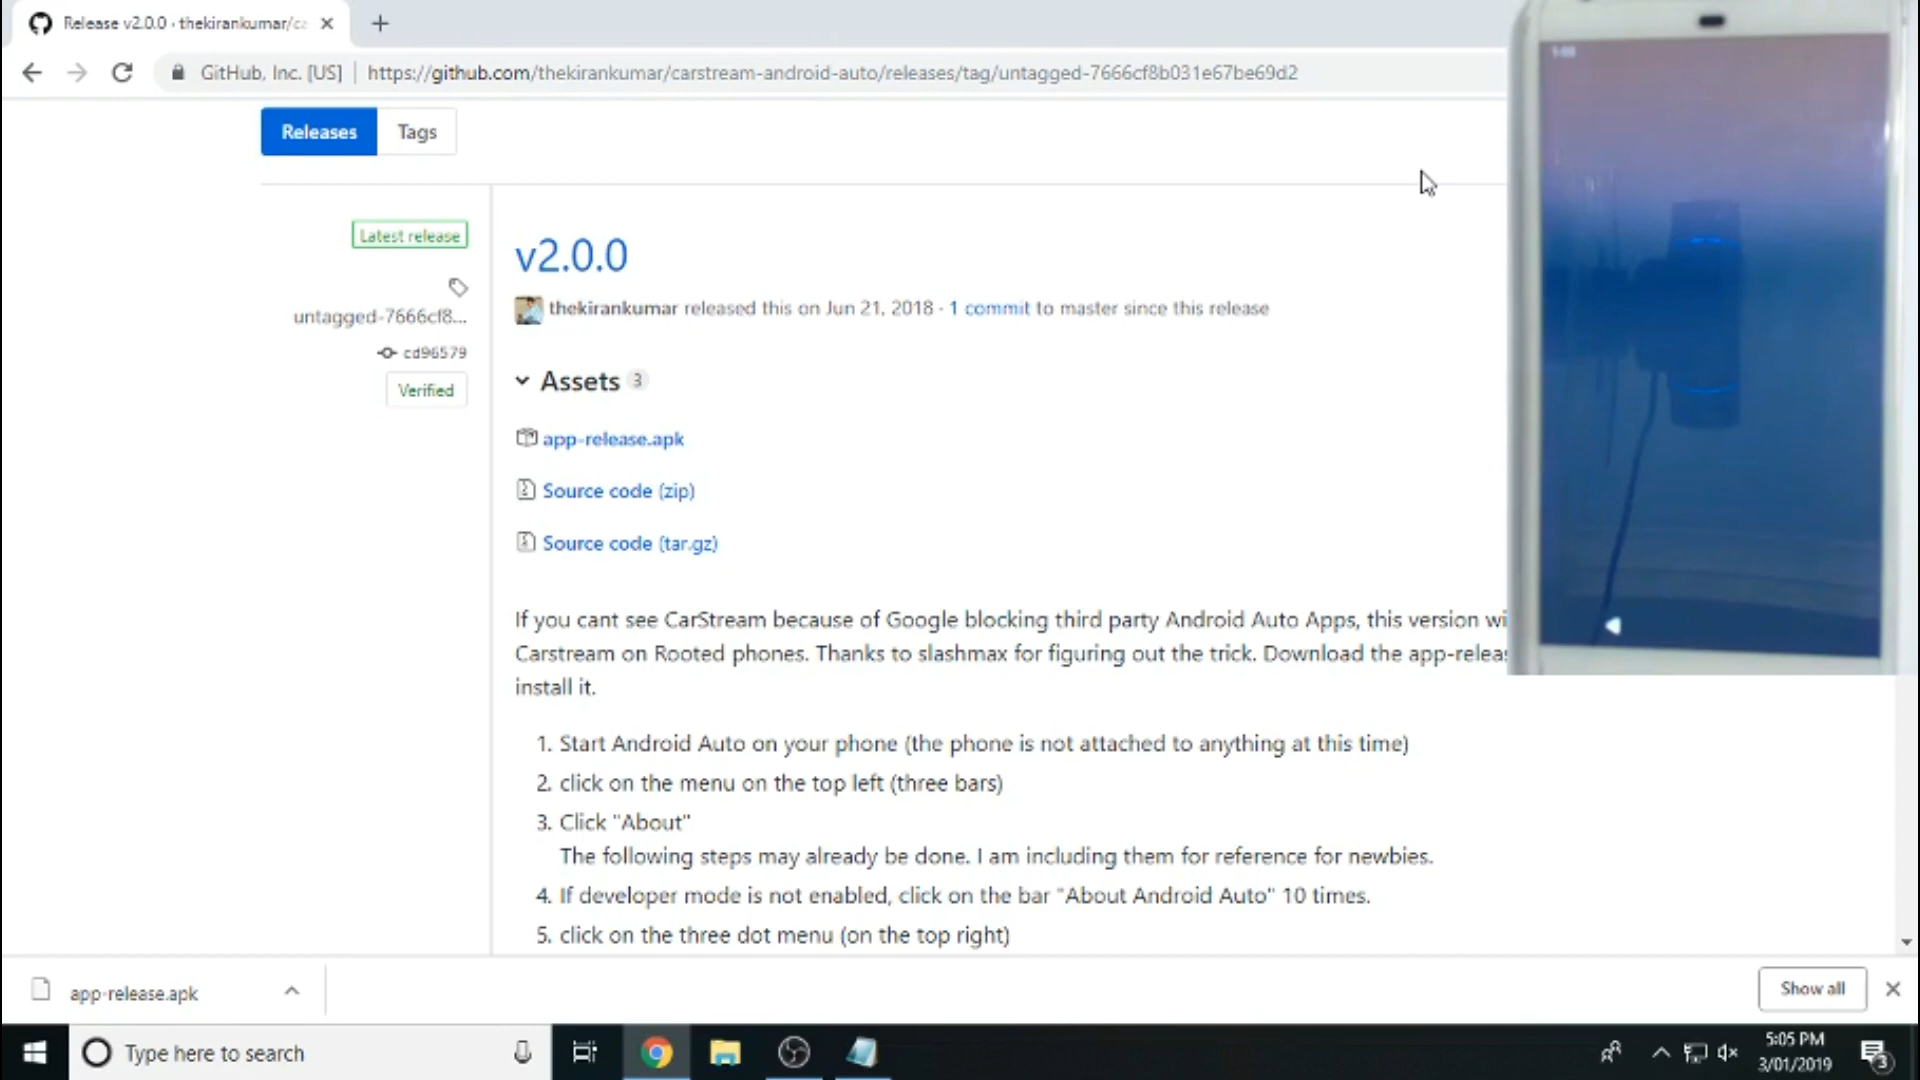 Release v2.0.0 · thekirankumar/ca
GitHub, Inc. [US] | https://github.com/thekirankumar/carstream-android-auto/releases/tag/untagged-7666cf8b031e67be69d2
Releases
Tags
Latest release
untagged-7666cf8...
cd96579
Verified
v2.0.0
thekirankumar released this on Jun 21, 2018 · 1 commit to master since this release
Assets 3
app-release.apk
Source code (zip)
Source code (tar.gz)
If you cant see CarStream because of Google blocking third party Android Auto Apps, this version wi
Carstream on Rooted phones. Thanks to slashmax for figuring out the trick. Download the app-releas
install it.
1. Start Android Auto on your phone (the phone is not attached to anything at this time)
2. click on the menu on the top left (three bars)
3. Click "About"
The following steps may already be done. I am including them for reference for newbies.
4. If developer mode is not enabled, click on the bar "About Android Auto" 10 times.
5. click on the three dot menu (on the top right)
app-release.apk
Show all
Type here to search
5:05 PM
3/01/2019
3